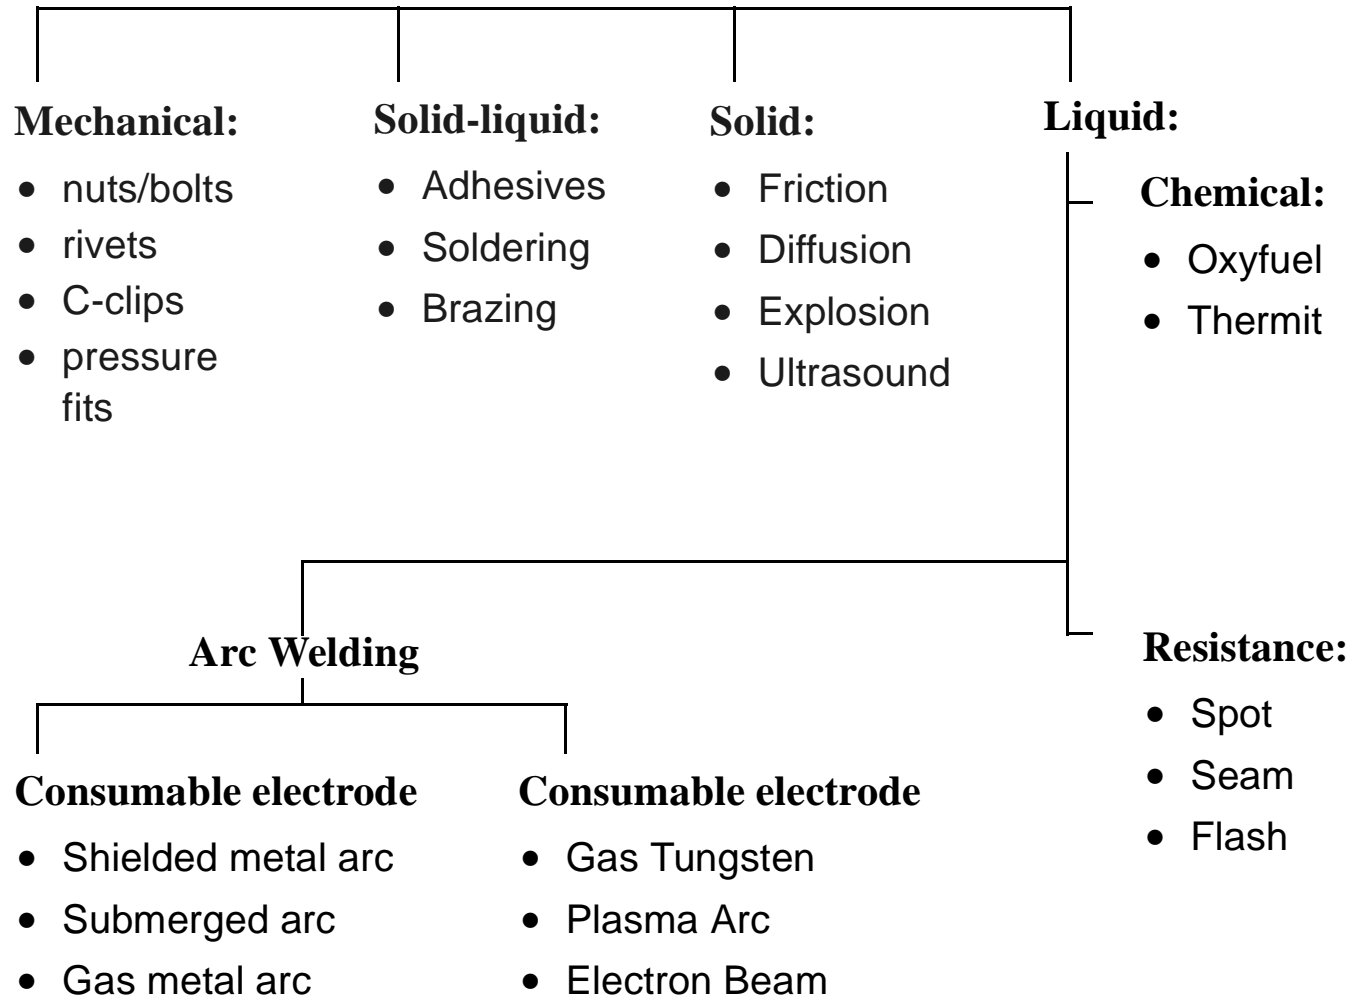 Mechanical:
nuts/bolts
rivets
C-clips
pressure
fits
Solid-liquid:
Adhesives
Soldering
Brazing
Solid:
Friction
Diffusion
Explosion
Ultrasound
Liquid:
Chemical:
Oxyfuel
Thermit
Arc Welding
Consumable electrode
Shielded metal arc
Submerged arc
Gas metal arc
Consumable electrode
Gas Tungsten
Plasma Arc
Electron Beam
Resistance:
Spot
Seam
Flash